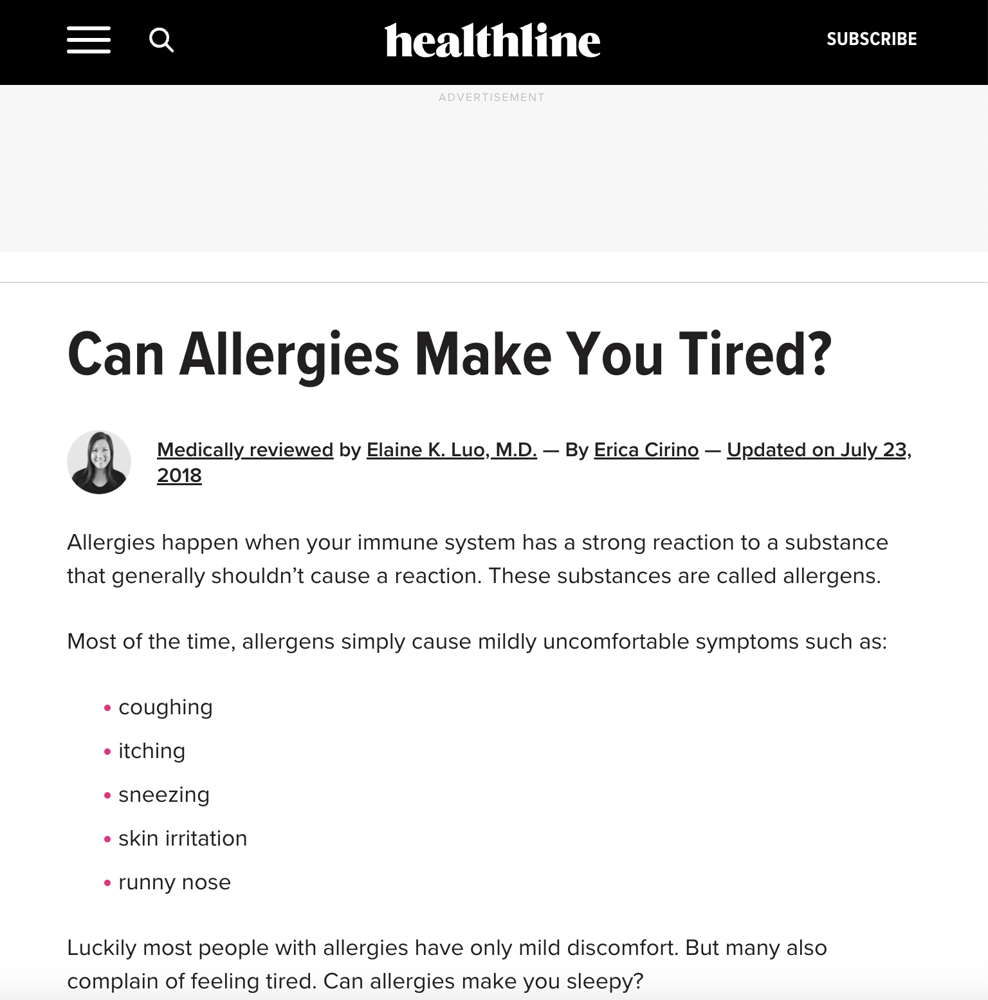 healthline
SUBSCRIBE
ADVERTISEMENT
Can Allergies Make You Tired?
Medically reviewed by Elaine K. Luo, M.D. — By Erica Cirino — Updated on July 23,
2018
Allergies happen when your immune system has a strong reaction to a substance
that generally shouldn’t cause a reaction. These substances are called allergens.
Most of the time, allergens simply cause mildly uncomfortable symptoms such as:
• coughing
• itching
• sneezing
• skin irritation
• runny nose
Luckily most people with allergies have only mild discomfort. But many also
complain of feeling tired. Can allergies make you sleepy?